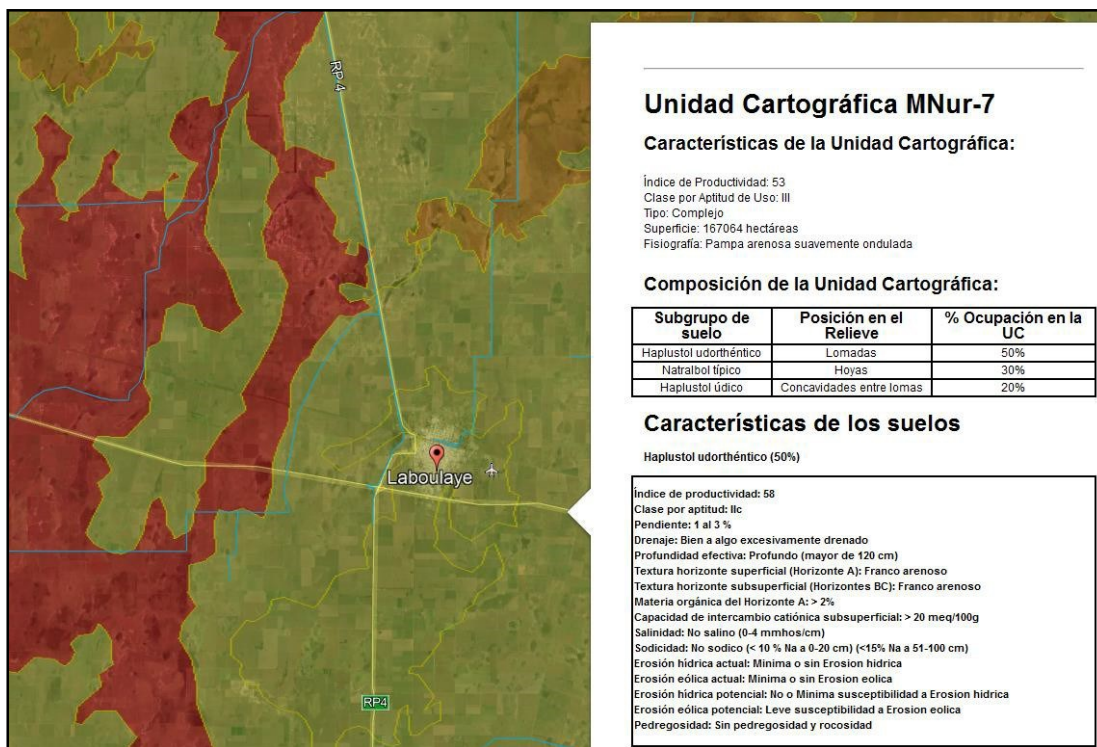 RP 4
Laboulaye
RP4
Unidad Cartográfica MNur-7
Características de la Unidad Cartográfica:
Índice de Productividad: 53
Clase por Aptitud de Uso: III
Tipo: Complejo
Superficie: 167064 hectáreas
Fisiografía: Pampa arenosa suavemente ondulada
Composición de la Unidad Cartográfica:
Subgrupo de suelo Posición en el Relieve % Ocupación en la UC
Haplustol udorthéntico Lomadas 50%
Natralbol típico Hoyas 30%
Haplustol údico Concavidades entre lomas 20%
Características de los suelos
Haplustol udorthéntico (50%)
Índice de productividad: 58
Clase por aptitud: IIc
Pendiente: 1 al 3 %
Drenaje: Bien a algo excesivamente drenado
Profundidad efectiva: Profundo (mayor de 120 cm)
Textura horizonte superficial (Horizonte A): Franco arenoso
Textura horizonte subsuperficial (Horizontes BC): Franco arenoso
Materia orgánica del Horizonte A: > 2%
Capacidad de intercambio catiónica subsuperficial: > 20 meq/100g
Salinidad: No salino (0-4 mmhos/cm)
Sodicidad: No sodico (< 10 % Na a 0-20 cm) (<15% Na a 51-100 cm)
Erosión hídrica actual: Minima o sin Erosion hidrica
Erosión eólica actual: Minima o sin Erosion eolica
Erosión hídrica potencial: No o Minima susceptibilidad a Erosion hidrica
Erosión eólica potencial: Leve susceptibilidad a Erosion eolica
Pedregosidad: Sin pedregosidad y rocosidad